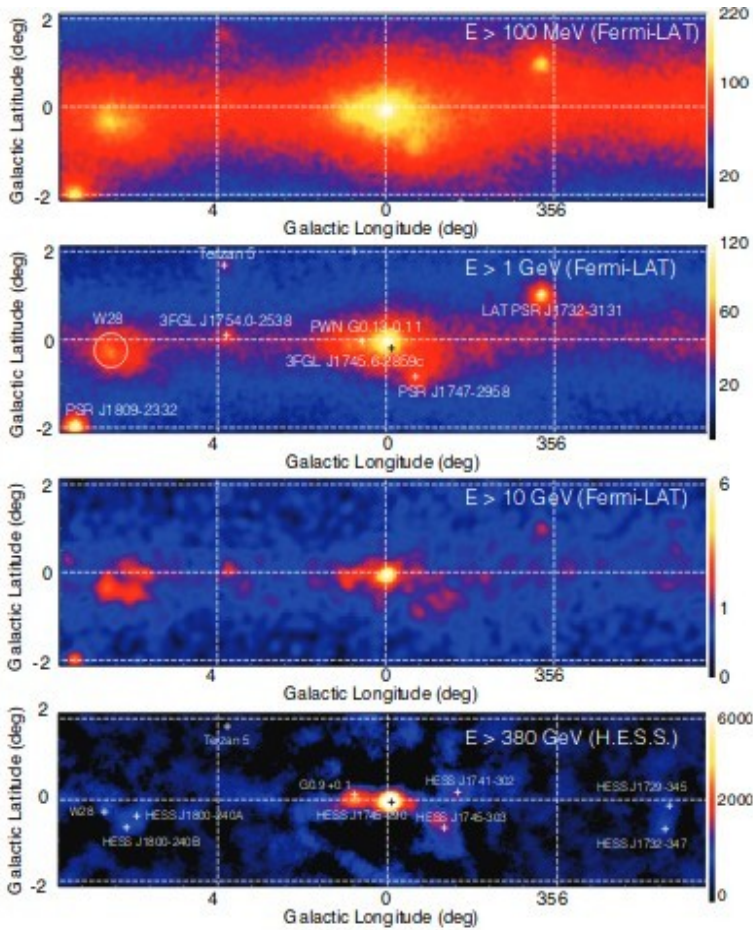 2
220
E > 100 MeV (Fermi-LAT)
100
0
20
-2
4
0
356
Galactic Latitude (deg)
Galactic Longitude (deg)
2
120
Terzan 5
E > 1 GeV (Fermi-LAT)
60
LAT PSR J1732-3131
W28
3FGL J1754.0-2538
PWN G0.13-0.11
0
3FGL J1745.6-2859c
20
PSR J1747-2958
PSR J1809-2332
-2
4
0
356
Galactic Latitude (deg)
Galactic Longitude (deg)
2
6
E > 10 GeV (Fermi-LAT)
0
1
-2
0
4
0
356
Galactic Latitude (deg)
Galactic Longitude (deg)
2
6000
Terzan 5
E > 380 GeV (H.E.S.S.)
G0.9+0.1
HESS J1741-302
HESS J1729-345
0
2000
W28
HESS J1800-240A
HESS J1745-290
HESS J1745-303
HESS J1800-240B
HESS J1732-347
-2
0
4
0
356
Galactic Latitude (deg)
Galactic Longitude (deg)